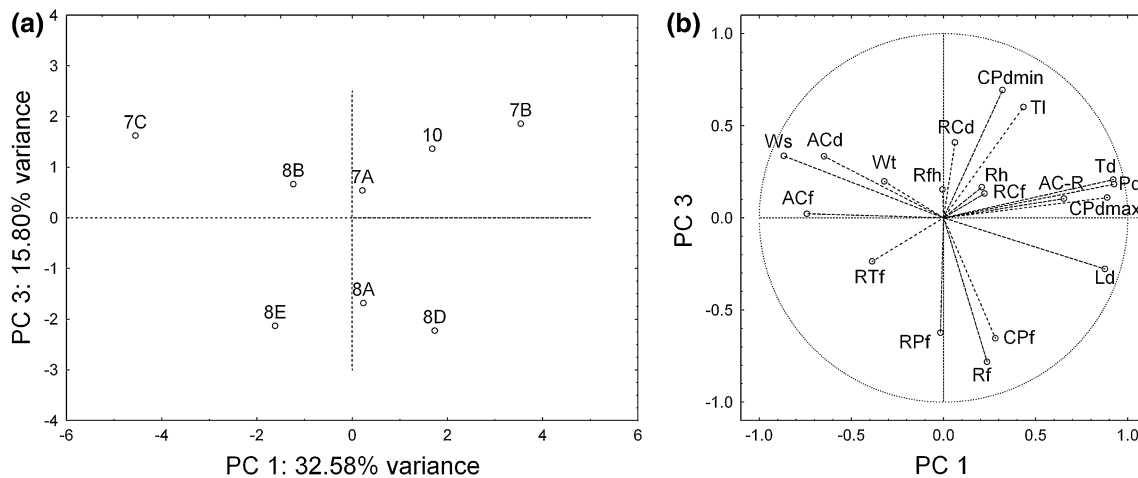 (a)
PC 3: 15.80% variance
4
3
2
1
0
-1
-2
-3
-4
7C
8B
7A
10
7B
8E
8A
8D
-6
-4
-2
0
2
4
6
PC 1: 32.58% variance
(b)
PC 3
1.0
0.5
0.0
-0.5
-1.0
CPdmin
Tl
RCd
Ws
ACd
Wt
Rfh
Rh
RCf
AC-R
Td
Pd
CPdmax
ACf
RTf
Ld
RPf
CPf
Rf
-1.0
-0.5
0.0
0.5
1.0
PC 1